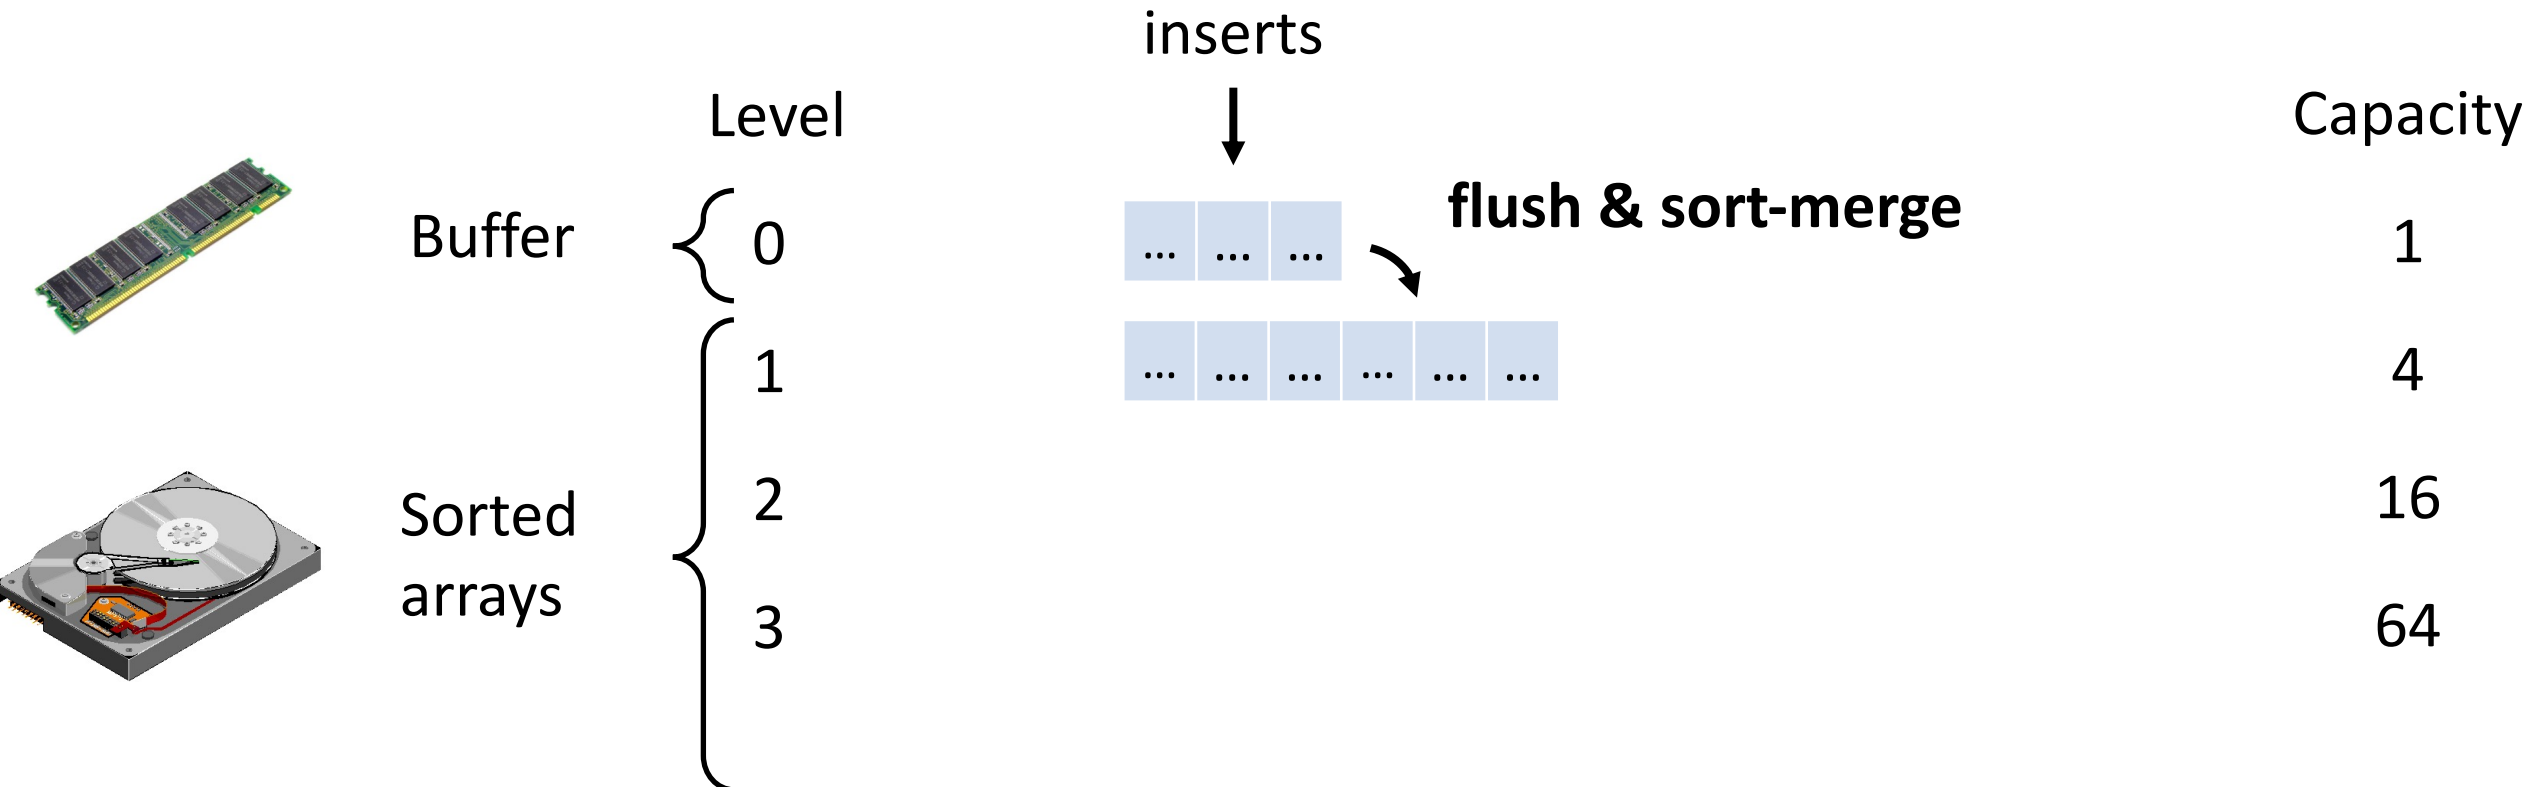 inserts
Level
Capacity
Buffer
0
... ... ...
flush & sort-merge
1
1
... ... ... ... ... ...
4
Sorted
arrays
2
16
3
64